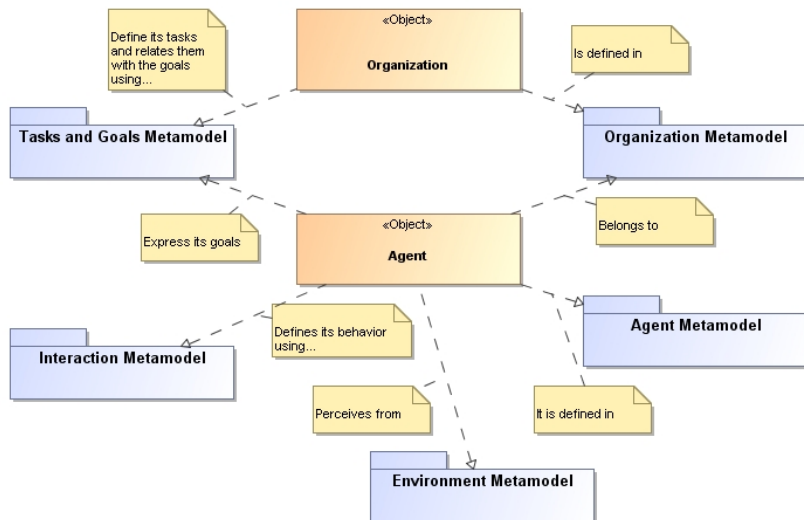 «Object»
Organization
Define its tasks
and relates them
with the goals
using...
Is defined in
Tasks and Goals Metamodel
Organization Metamodel
«Object»
Agent
Express its goals
Belongs to
Agent Metamodel
Interaction Metamodel
Defines its behavior
using...
Perceives from
It is defined in
Environment Metamodel